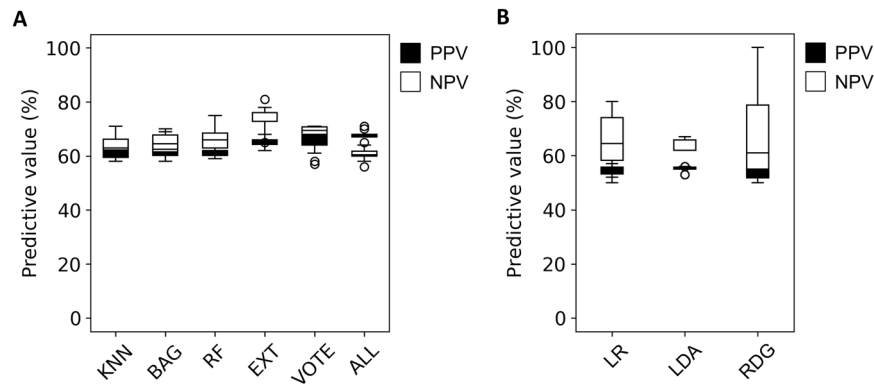 A
Predictive value (%)
100
80
60
40
20
0
KNN
BAG
RF
EXT
VOTE
ALL
PPV
NPV
B
Predictive value (%)
100
80
60
40
20
0
LR
LDA
RDG
PPV
NPV